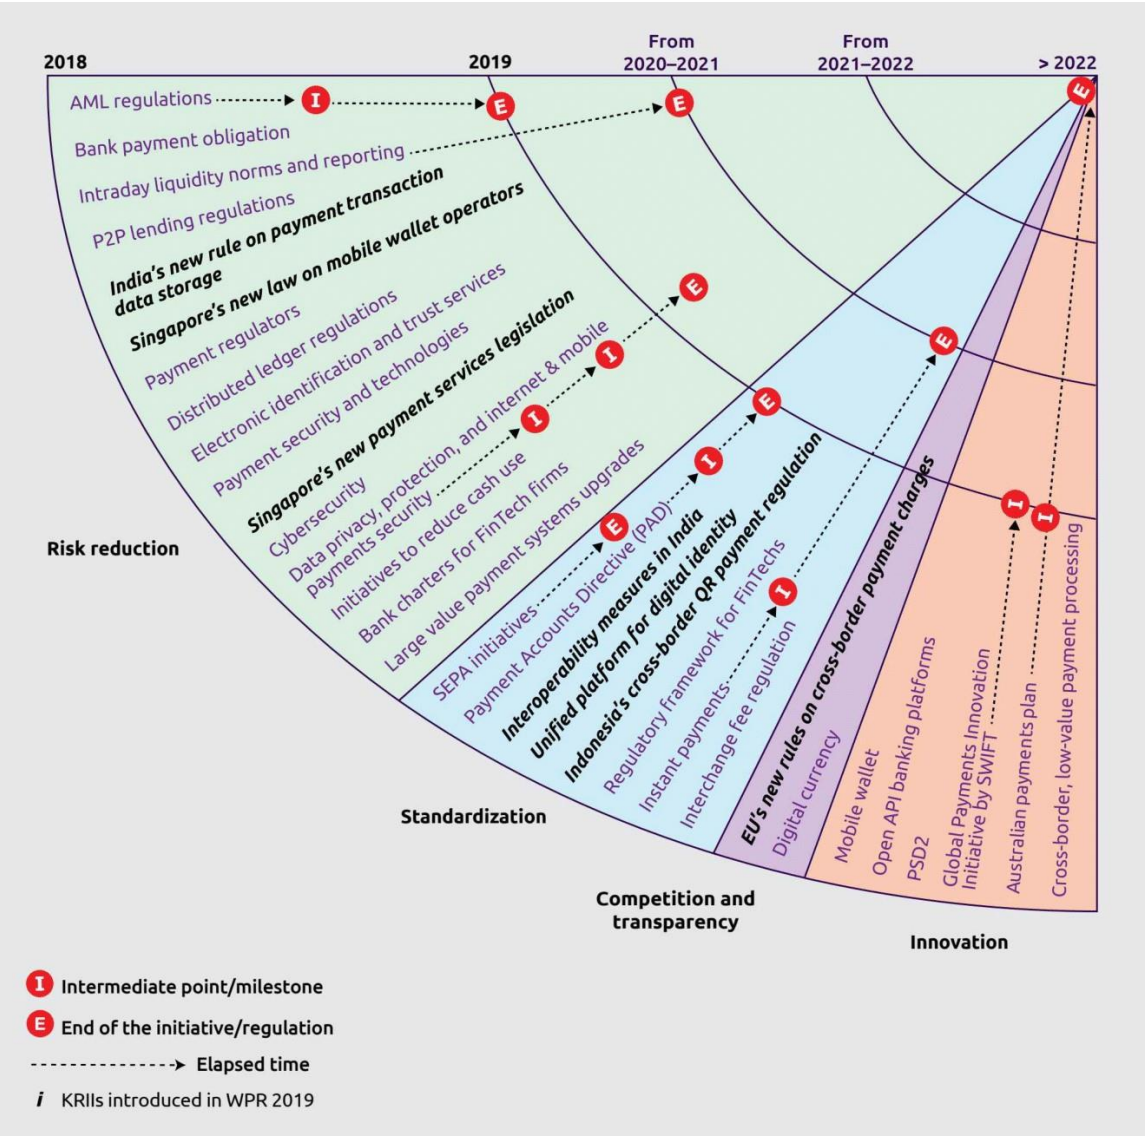 2018
2019
From
2020–2021
From
2021–2022
> 2022
AML regulations
I
E
E
E
Bank payment obligation
Intraday liquidity norms and reporting
P2P lending regulations
India's new rule on payment transaction
data storage
Singapore's new law on mobile wallet operators
Payment regulators
Distributed ledger regulations
Electronic identification and trust services
Payment security and technologies
Singapore's new payment services legislation
Cybersecurity
Data privacy, protection, and internet & mobile
payments security
I
I
E
Initiatives to reduce cash use
Bank charters for FinTech firms
Large value payment systems upgrades
Risk reduction
SEPA initiatives
E
Payment Accounts Directive (PAD)
I
E
Interoperability measures in India
Unified platform for digital identity
Indonesia's cross-border QR payment regulation
Regulatory framework for FinTechs
Instant payments
I
E
Interchange fee regulation
Standardization
EU's new rules on cross-border payment charges
Digital currency
Competition and
transparency
Mobile wallet
Open API banking platforms
PSD2
Global Payments Innovation
Initiative by SWIFT
I
Australian payments plan
I
Cross-border, low-value payment processing
Innovation
I Intermediate point/milestone
E End of the initiative/regulation
Elapsed time
i KRIIs introduced in WPR 2019